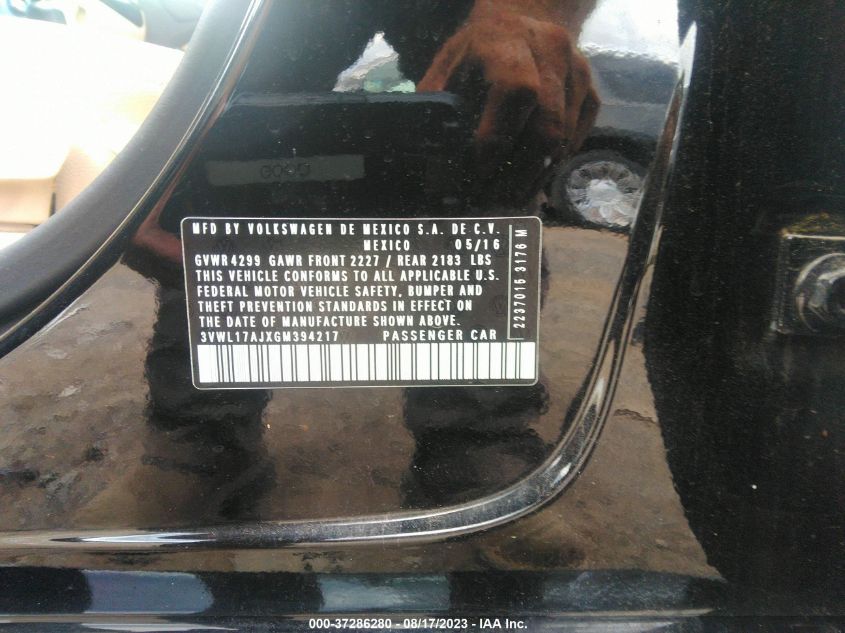 MFD BY VOLKSWAGEN DE MEXICO S.A. DE C.V.
MEXICO 05/16
GVWR 4299 GAWR FRONT 2227 / REAR 2183 LBS
THIS VEHICLE CONFORMS TO ALL APPLICABLE U.S.
FEDERAL MOTOR VEHICLE SAFETY, BUMPER AND
THEFT PREVENTION STANDARDS IN EFFECT ON
THE DATE OF MANUFACTURE SHOWN ABOVE.
3VWL17AJXGM394217 PASSENGER CAR
2237016 3176 M
000-37286280 - 08/17/2023 - IAA Inc.